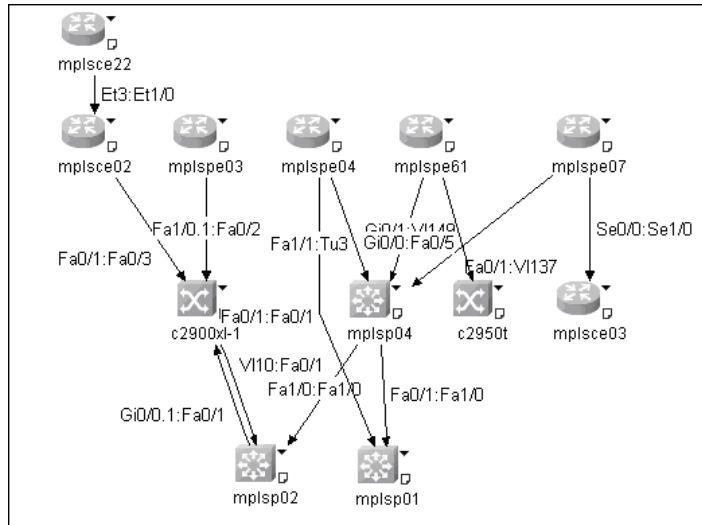 mplsce22
Et3:Et1/0
mplsce02
mplspe03
mplspe04
mplspe61
mplspe07
Fa1/0.1:Fa0/2
Gi0/1:Vl149
Se0/0:Se1/0
Fa1/1:Tu3
Gi0/0:Fa0/5
Fa0/1:Fa0/3
Fa0/1:Vl137
Fa0/1:Fa0/1
c2900xl-1
mplsp04
c2950t
mplsce03
Vl10:Fa0/1
Fa1/0:Fa1/0
Fa0/1:Fa1/0
Gi0/0.1:Fa0/1
mplsp02
mplsp01